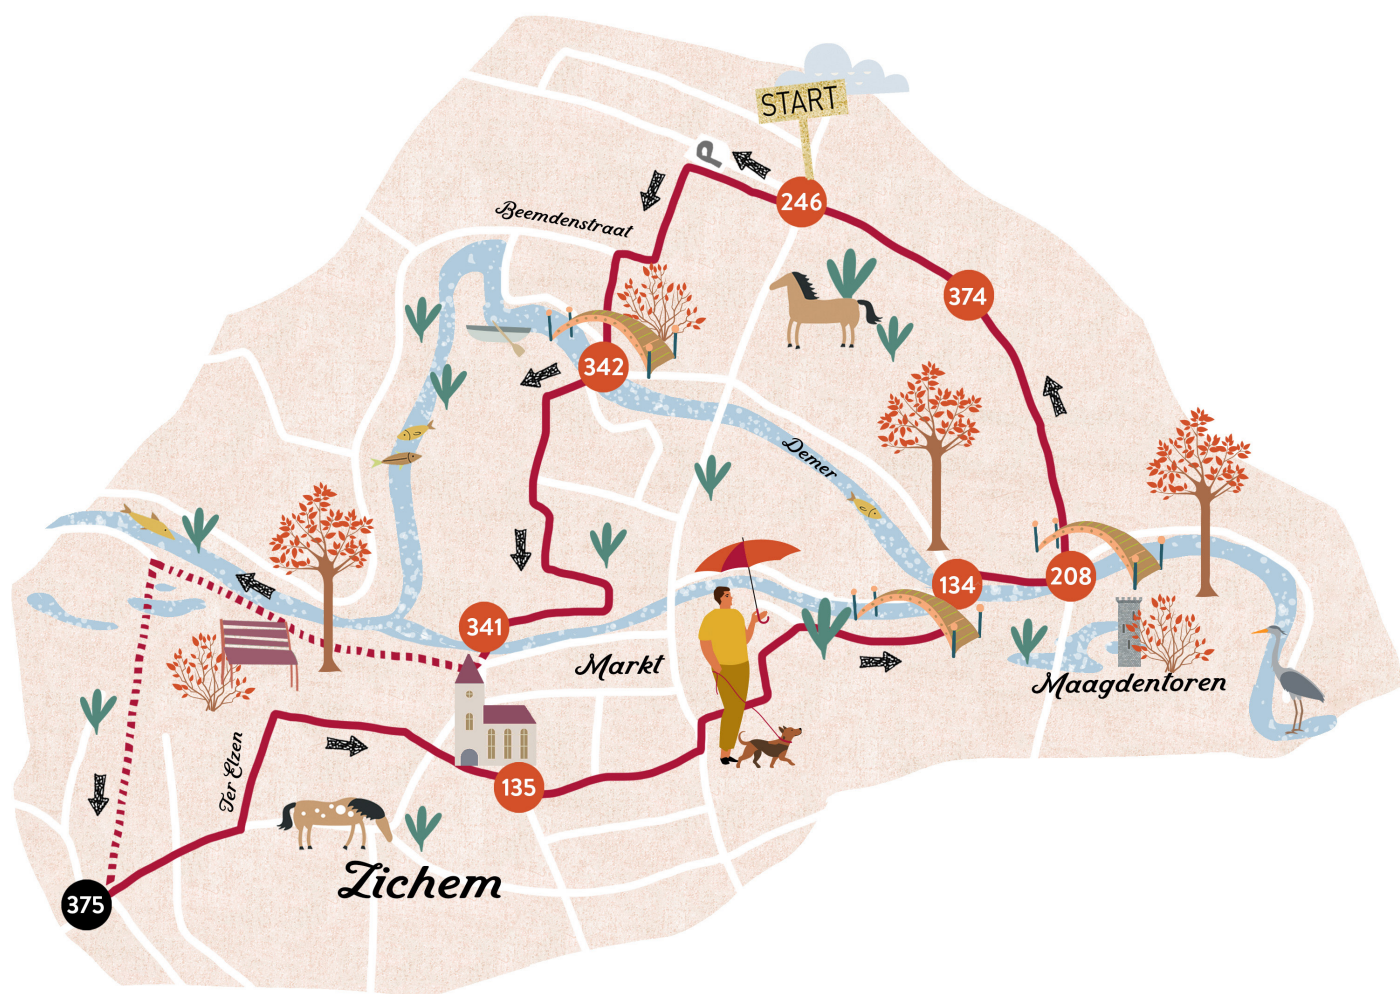 START
P
246
Beemdenstraat
374
342
Demer
134
208
341
Markt
Maagdentoren
Ter Elzen
135
Zichem
375